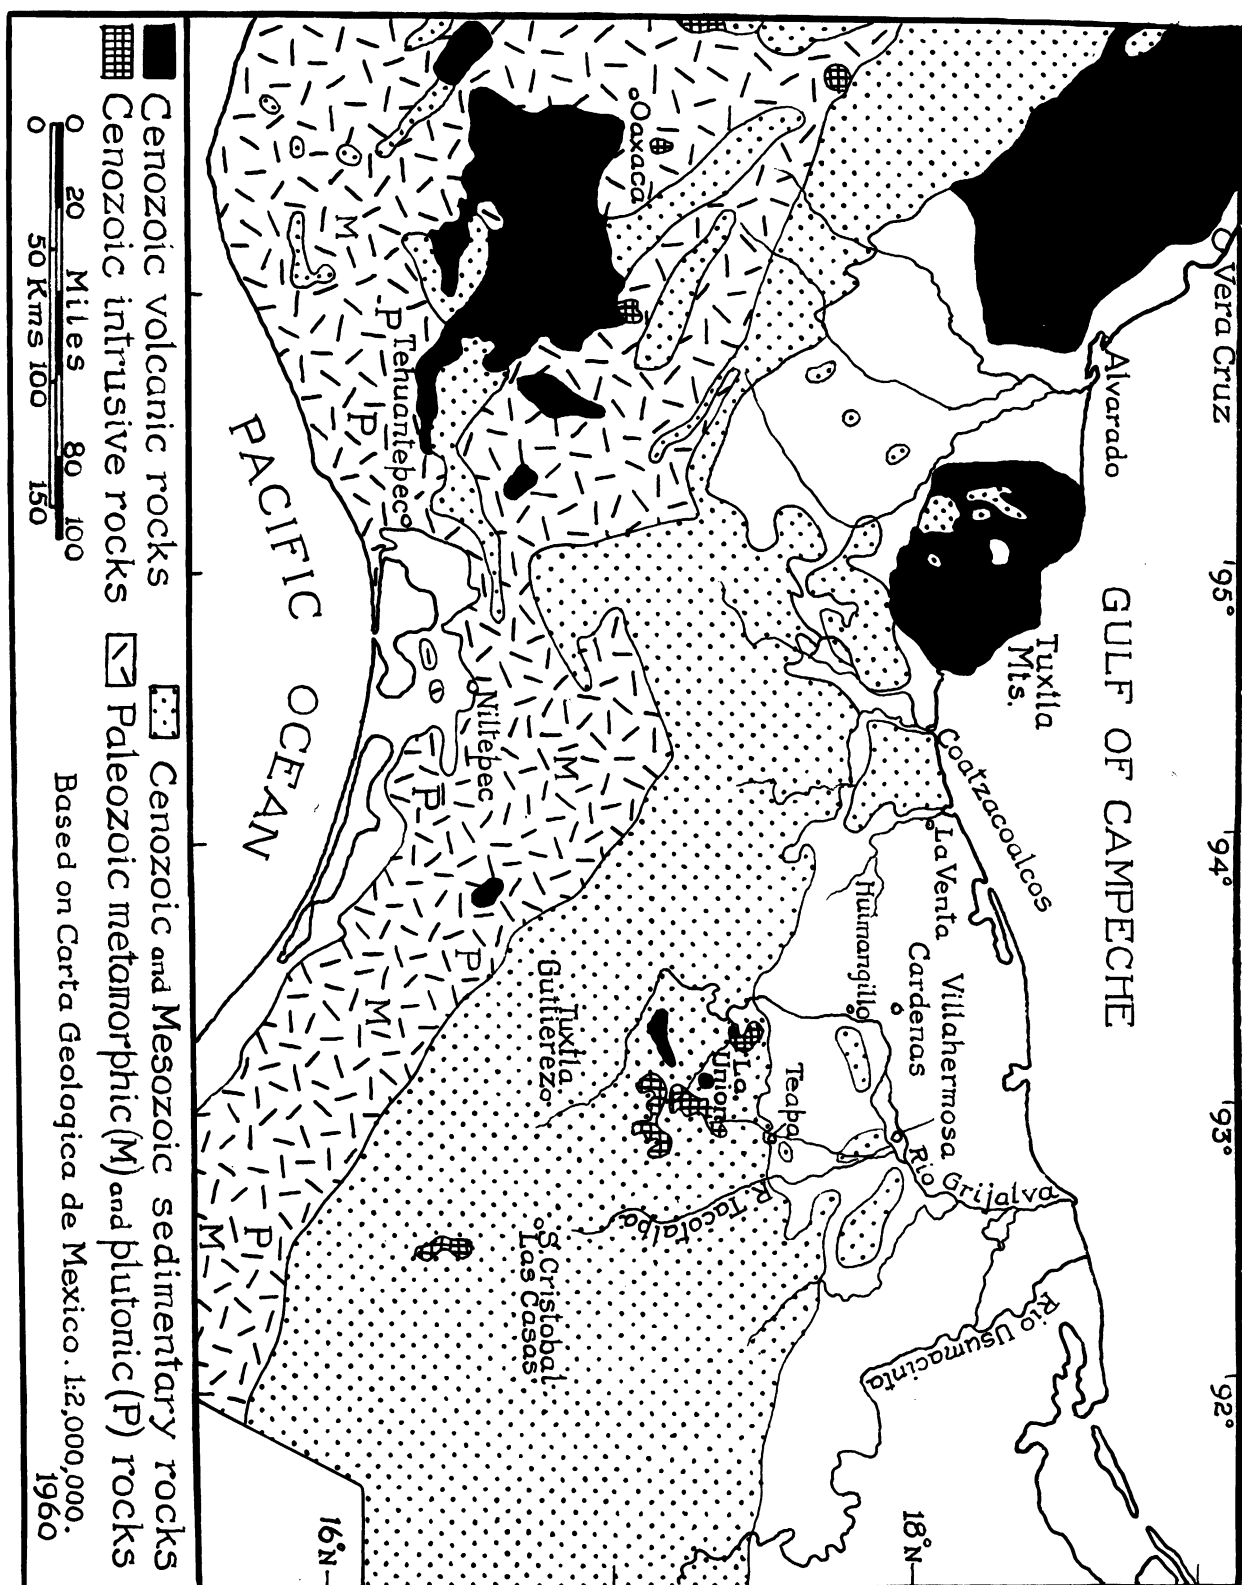 Vera Cruz
Alvarado
95°
94°
93°
92°
GULF OF CAMPECHE
Tuxtla
Mts.
Coatzacoalcos
La Venta
Huimangillo
Cardenas
Villahermosa
Rio Grijalva
Rio Usumacinta
18°N
Oaxaca
La
Union
Teapa
R. Tacotalpa
Tuxtla
Guttierezo
S. Cristobal
Las Casas
M
P
P
Tehuantepec
Niltepec
M
P
P
M
P
M
16°N
PACIFIC OCEAN
Cenozoic volcanic rocks
Cenozoic intrusive rocks
Cenozoic and Mesozoic sedimentary rocks
Paleozoic metamorphic (M) and plutonic (P) rocks
0 20 Miles 80 100
0 50 Kms 100 150
Based on Carta Geologica de Mexico. 1:2,000,000.
1960